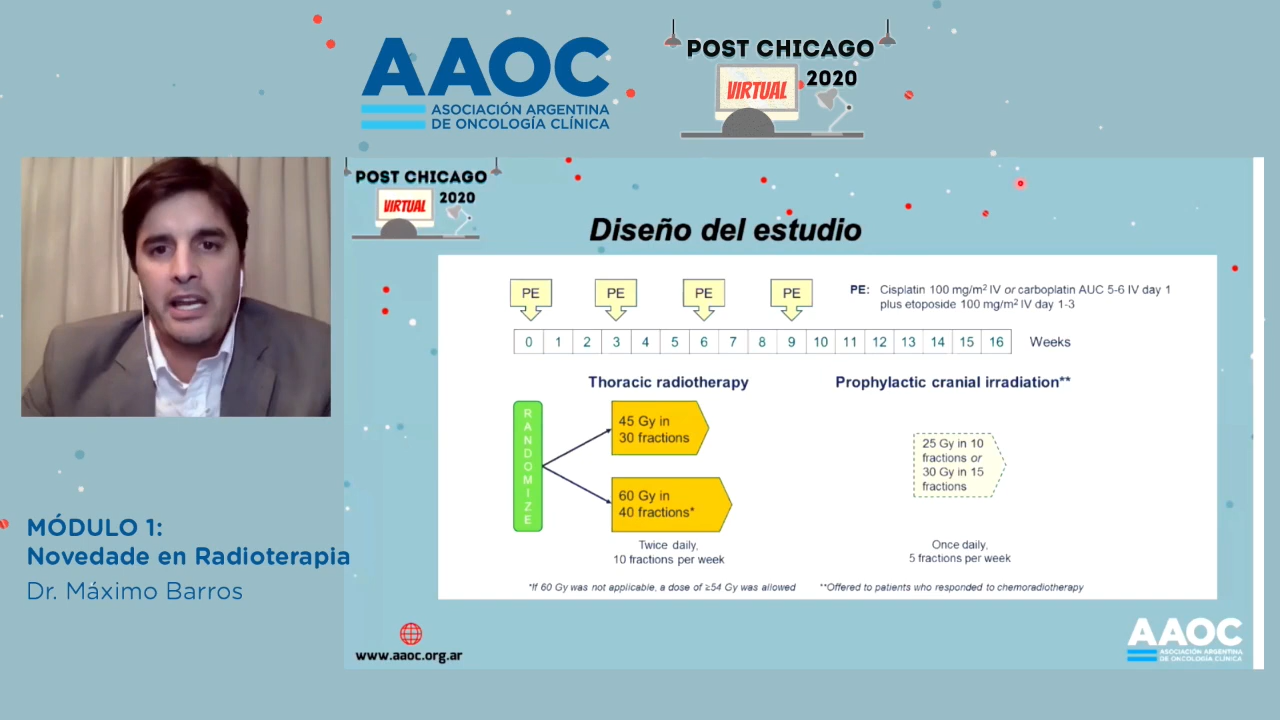 AAOC
ASOCIACIÓN ARGENTINA
DE ONCOLOGÍA CLÍNICA
POST CHICAGO
2020
VIRTUAL
POST CHICAGO
2020
VIRTUAL
Diseño del estudio
PE PE PE PE
PE: Cisplatin 100 mg/m² IV or carboplatin AUC 5-6 IV day 1
plus etoposide 100 mg/m² IV day 1-3
0 1 2 3 4 5 6 7 8 9 10 11 12 13 14 15 16 Weeks
Thoracic radiotherapy
Prophylactic cranial irradiation**
RANDOMIZE
45 Gy in
30 fractions
60 Gy in
40 fractions*
25 Gy in 10
fractions or
30 Gy in 15
fractions
Twice daily,
10 fractions per week
Once daily,
5 fractions per week
*If 60 Gy was not applicable, a dose of ≥54 Gy was allowed
**Offered to patients who responded to chemoradiotherapy
MÓDULO 1:
Novedade en Radioterapia
Dr. Máximo Barros
www.aaoc.org.ar
AAOC
ASOCIACIÓN ARGENTINA
DE ONCOLOGÍA CLÍNICA